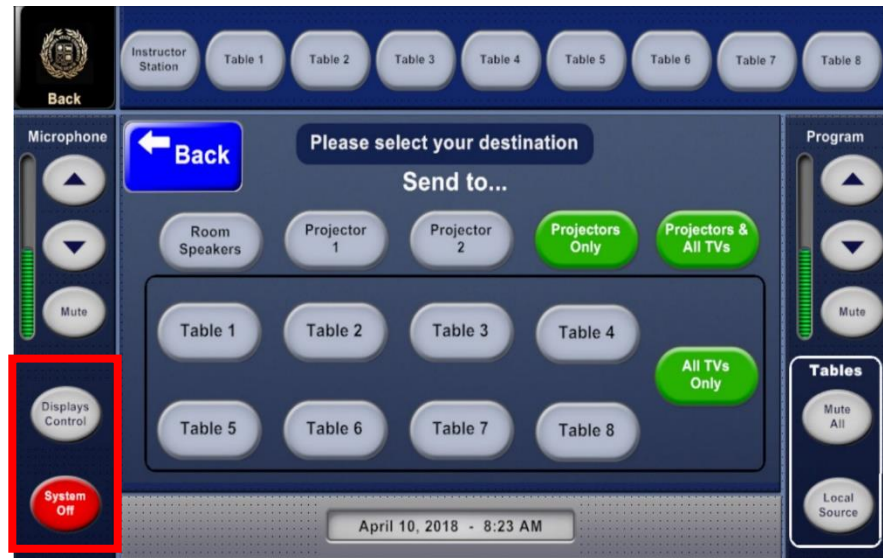 Back
Instructor
Station
Table 1
Table 2
Table 3
Table 4
Table 5
Table 6
Table 7
Table 8
Microphone
Mute
Displays
Control
System
Off
Back
Please select your destination
Send to...
Room
Speakers
Projector
1
Projector
2
Projectors
Only
Projectors &
All TVs
Table 1
Table 2
Table 3
Table 4
All TVs
Only
Table 5
Table 6
Table 7
Table 8
April 10, 2018 - 8:23 AM
Program
Mute
Tables
Mute
All
Local
Source